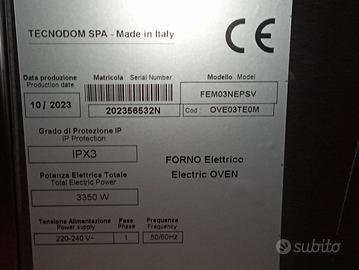 TECNODOM SPA - Made in Italy
CE
Data produzione
Production date
Matricola Serial Number
Modello Model
10 / 2023
202356532N
FEM03NEPSV
Cod : OVE03TE0M
Grado di Protezione IP
IP Protection
IPX3
FORNO Elettrico
Electric OVEN
Potenza Elettrica Totale
Total Electric Power
3350 W
Tensione Alimentazione
Power supply
Fase
Phase
Frequenza
Frequency
220-240 V~
1
50/60Hz
subito